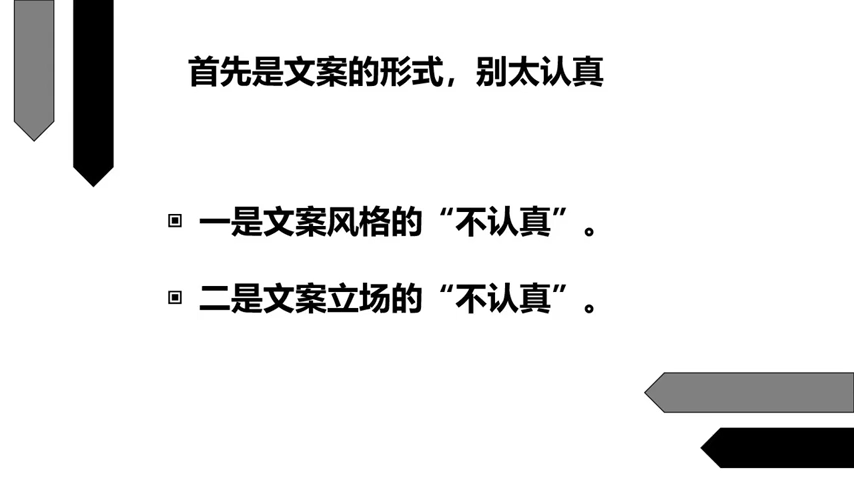 首先是文案的形式，别太认真
一是文案风格的“不认真”。
二是文案立场的“不认真”。